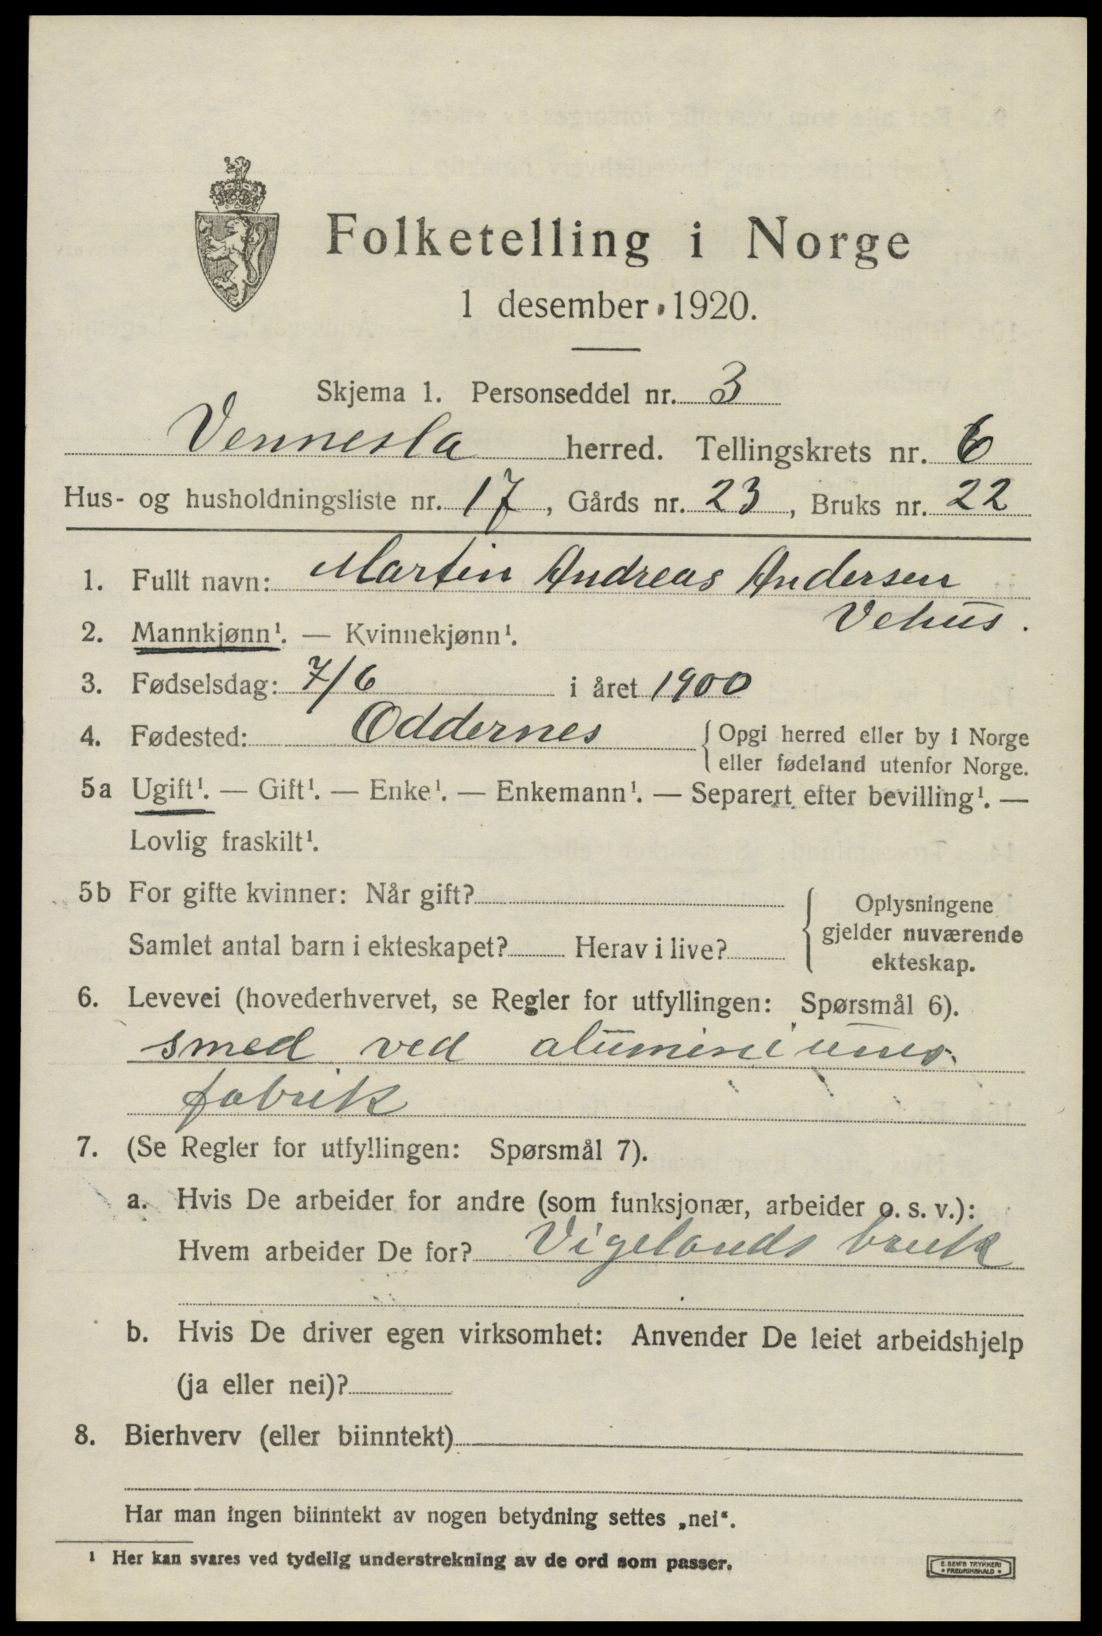 Folketelling i Norge
1 desember 1920.
Skjema 1. Personseddel nr. 3
Vennesla herred. Tellingskrets nr. 6
Hus- og husholdningsliste nr. 17, Gårds nr. 23, Bruks nr. 22
1. Fullt navn: Martin Andreas Andersen
Vehus.
2. Mannkjønn¹. — Kvinnekjønn¹.
3. Fødselsdag: 7/6 i året 1900
4. Fødested: Oddernes { Opgi herred eller by i Norge
eller fødeland utenfor Norge.
5a Ugift¹. — Gift¹. — Enke¹. — Enkemann¹. — Separert efter bevilling¹. —
Lovlig fraskilt¹.
5b For gifte kvinner: Når gift?
Samlet antal barn i ekteskapet? Herav i live?
{ Oplysningene
gjelder nuværende
ekteskap.
6. Levevei (hovederhvervet, se Regler for utfyllingen: Spørsmål 6).
smed ved aluminiums
fabrik
7. (Se Regler for utfyllingen: Spørsmål 7).
a. Hvis De arbeider for andre (som funksjonær, arbeider o. s. v.):
Hvem arbeider De for? Vigelands bruk
b. Hvis De driver egen virksomhet: Anvender De leiet arbeidshjelp
(ja eller nei)?
8. Bierhverv (eller biinntekt)
Har man ingen biinntekt av nogen betydning settes „nei“.
¹ Her kan svares ved tydelig understrekning av de ord som passer.
E. SEM'S TRYKKERI
• FREDRIKSHALD •